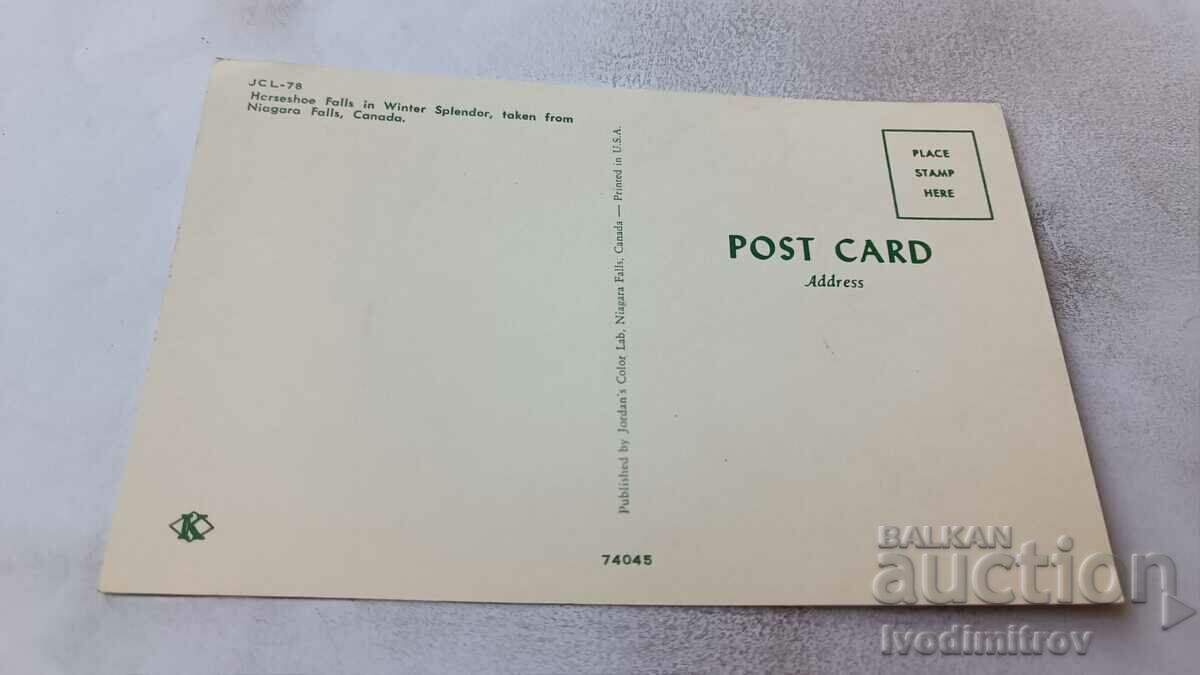 JCL-78
Horseshoe Falls in Winter Splendor, taken from
Niagara Falls, Canada.
Published by Jordan's Color Lab, Niagara Falls, Canada — Printed in U.S.A.
PLACE
STAMP
HERE
POST CARD
Address
K
74045
BALKAN
auction
Ivodimitrov